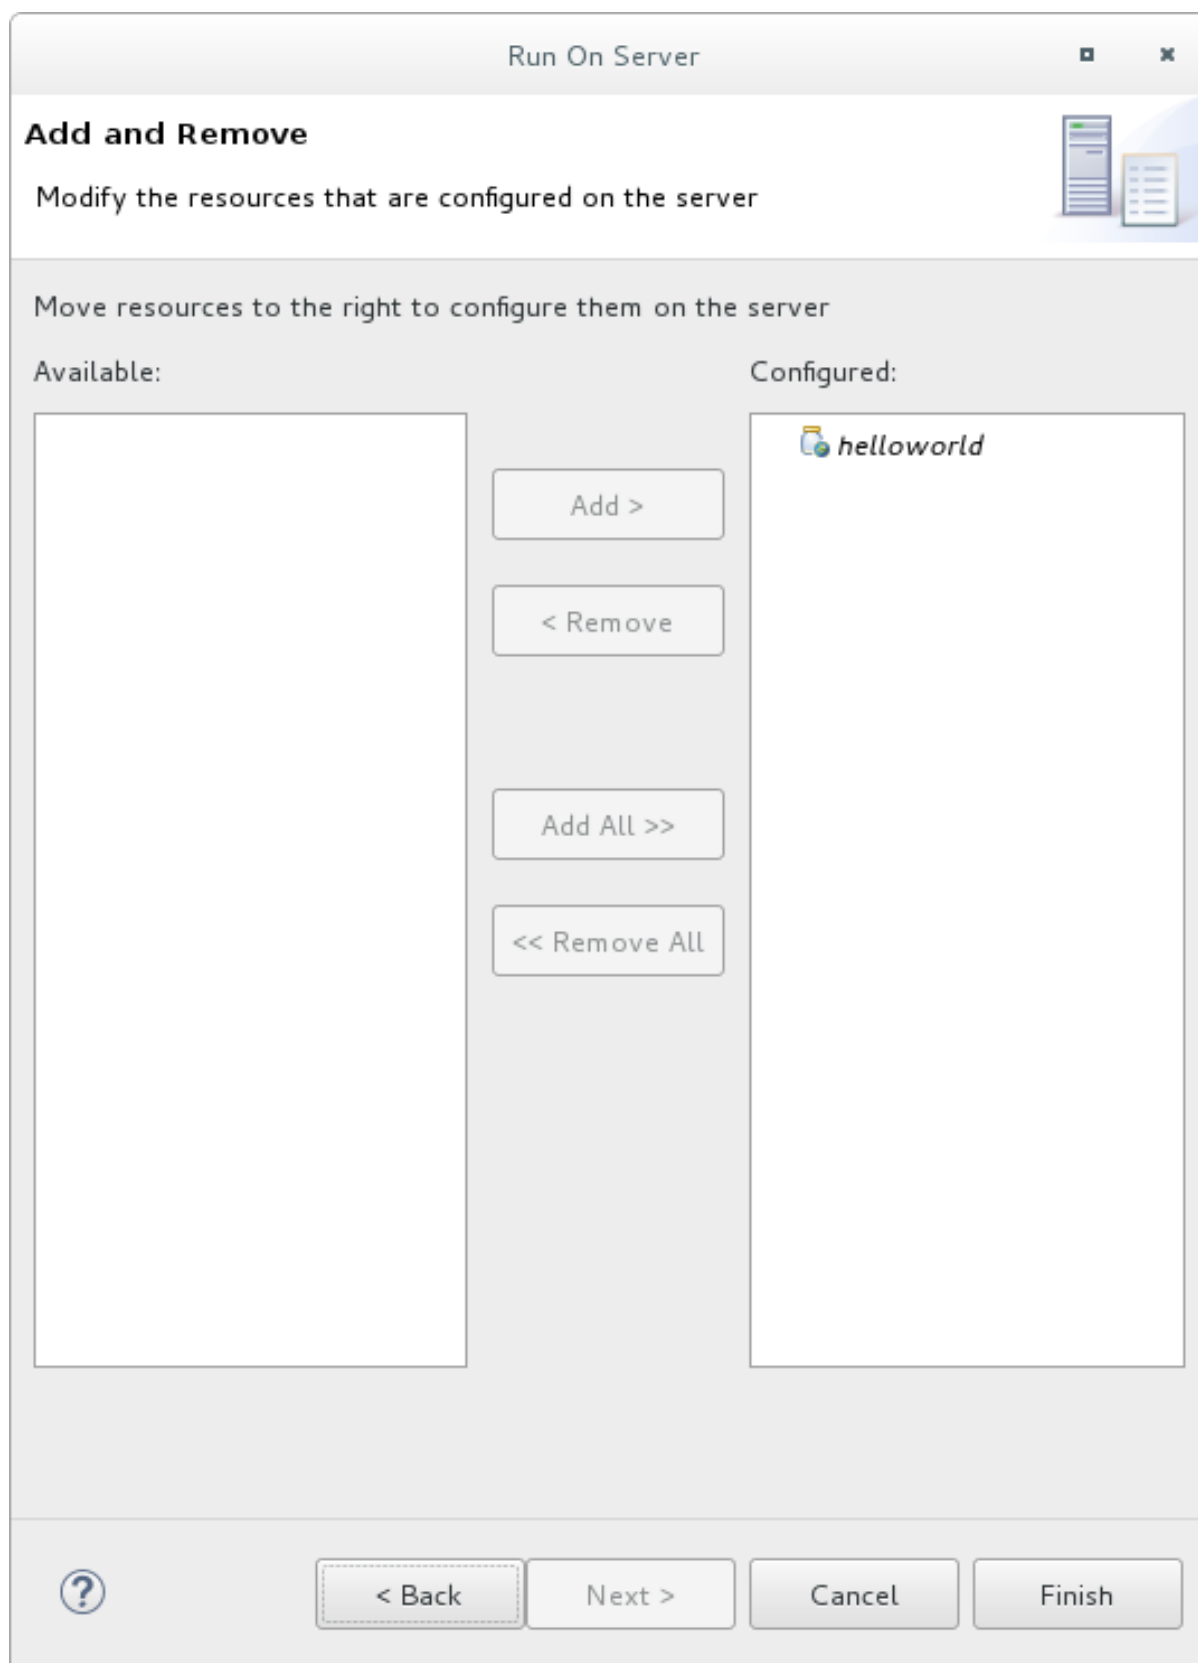 Run On Server
Add and Remove
Modify the resources that are configured on the server
Move resources to the right to configure them on the server
Available:
Configured:
helloworld
Add >
< Remove
Add All >>
<< Remove All
?
< Back
Next >
Cancel
Finish